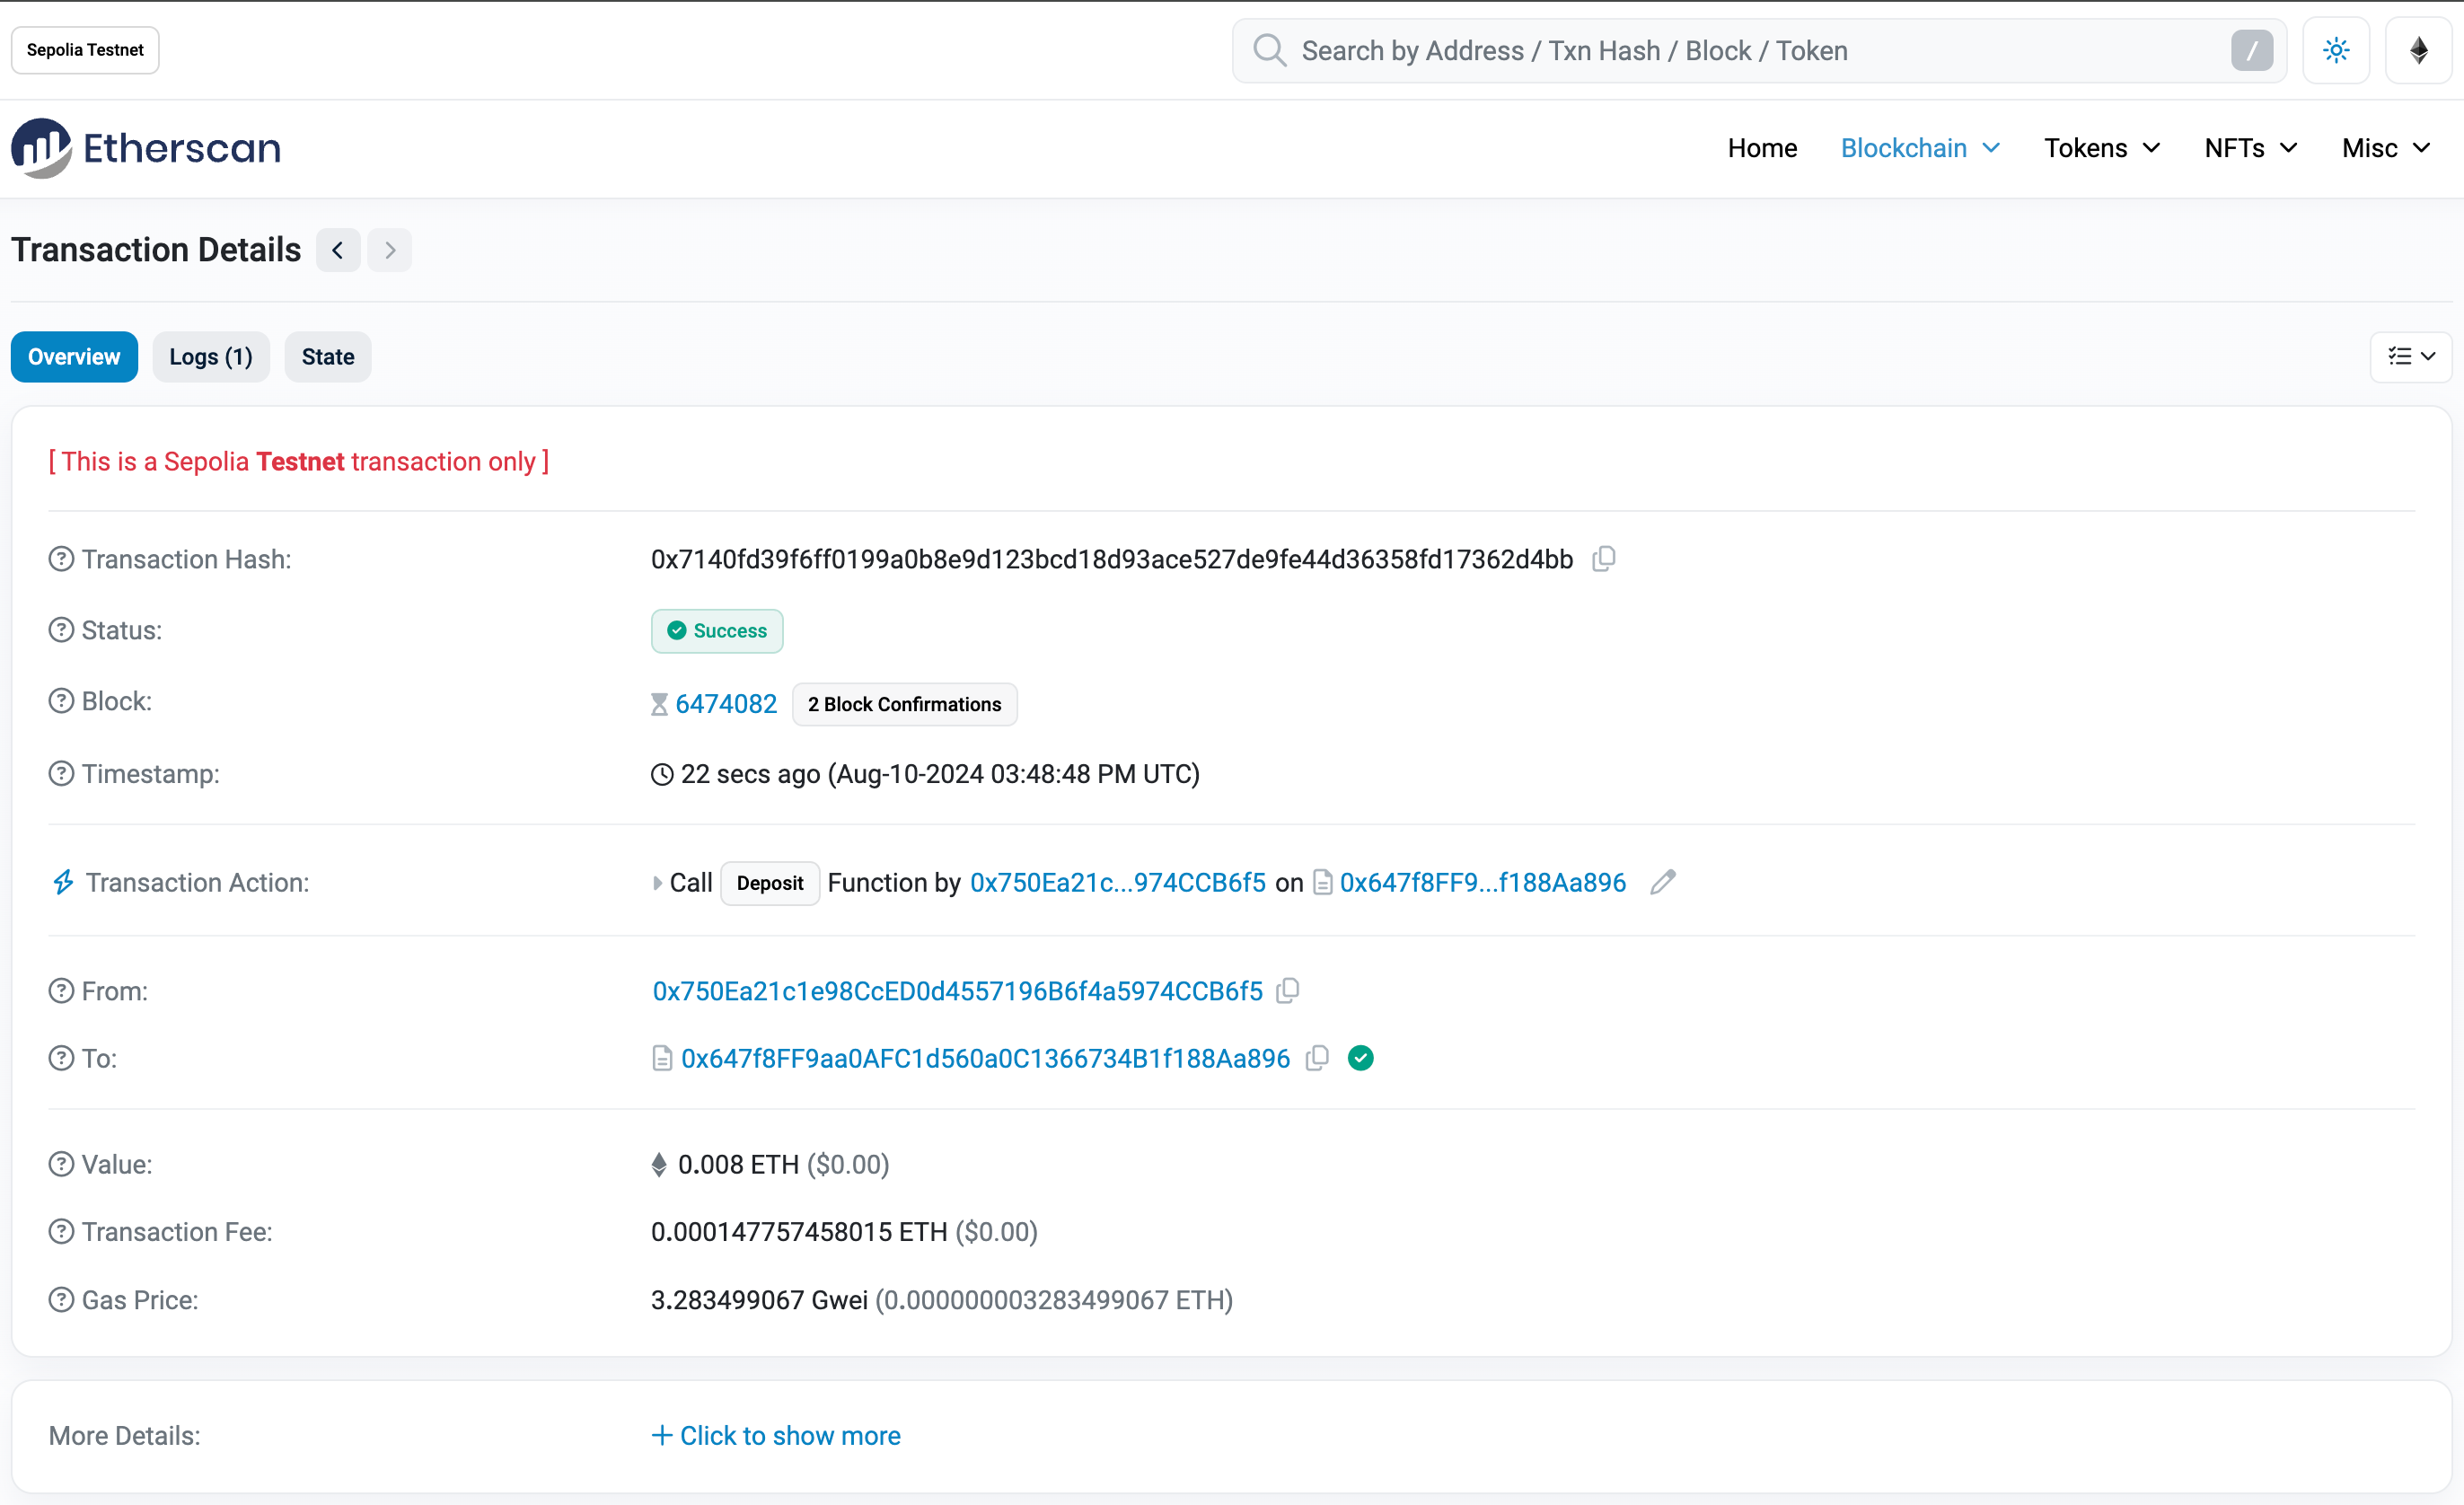 Sepolia Testnet
Search by Address / Txn Hash / Block / Token /
Etherscan
Home Blockchain Tokens NFTs Misc
Transaction Details
Overview Logs (1) State
[ This is a Sepolia Testnet transaction only ]
Transaction Hash: 0x7140fd39f6ff0199a0b8e9d123bcd18d93ace527de9fe44d36358fd17362d4bb
Status: Success
Block: 6474082 2 Block Confirmations
Timestamp: 22 secs ago (Aug-10-2024 03:48:48 PM UTC)
Transaction Action: Call Deposit Function by 0x750Ea21c...974CCB6f5 on 0x647f8FF9...f188Aa896
From: 0x750Ea21c1e98CcED0d4557196B6f4a5974CCB6f5
To: 0x647f8FF9aa0AFC1d560a0C1366734B1f188Aa896
Value: 0.008 ETH ($0.00)
Transaction Fee: 0.000147757458015 ETH ($0.00)
Gas Price: 3.283499067 Gwei (0.000000003283499067 ETH)
More Details: + Click to show more